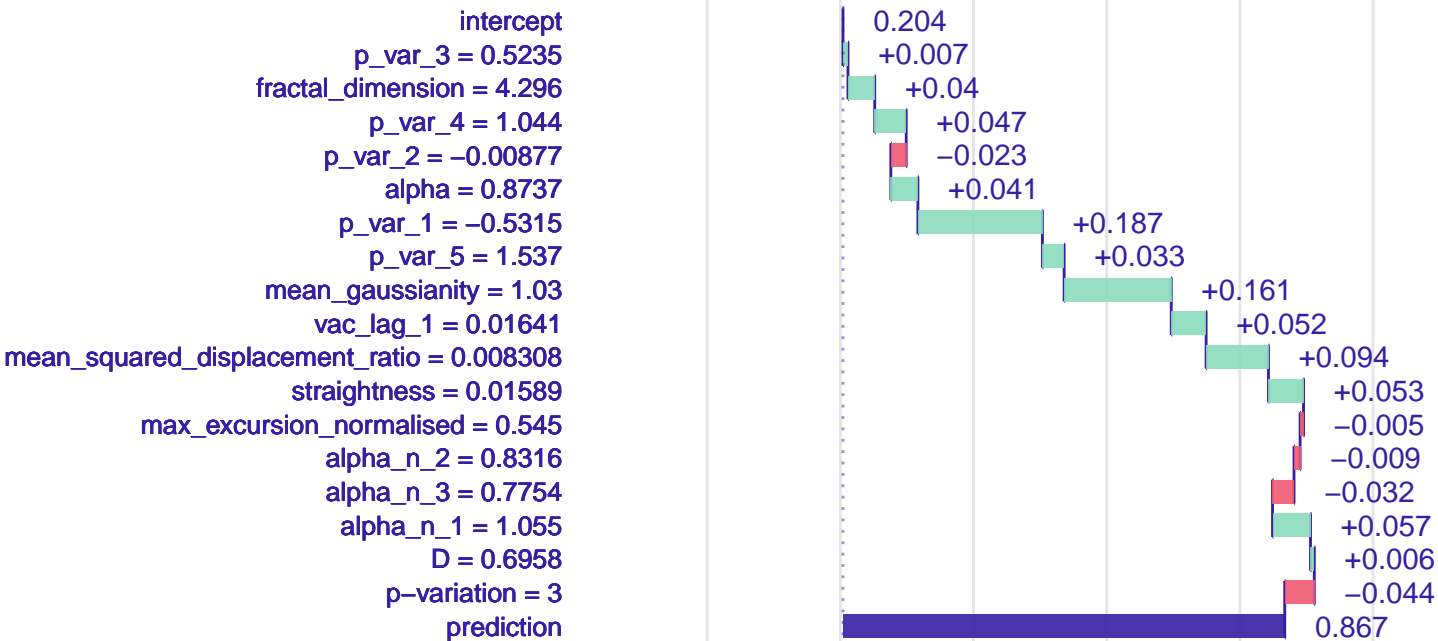 intercept 0.204
p_var_3 = 0.5235 +0.007
fractal_dimension = 4.296 +0.04
p_var_4 = 1.044 +0.047
p_var_2 = −0.00877 −0.023
alpha = 0.8737 +0.041
p_var_1 = −0.5315 +0.187
p_var_5 = 1.537 +0.033
mean_gaussianity = 1.03 +0.161
vac_lag_1 = 0.01641 +0.052
mean_squared_displacement_ratio = 0.008308 +0.094
straightness = 0.01589 +0.053
max_excursion_normalised = 0.545 −0.005
alpha_n_2 = 0.8316 −0.009
alpha_n_3 = 0.7754 −0.032
alpha_n_1 = 1.055 +0.057
D = 0.6958 +0.006
p−variation = 3 −0.044
prediction 0.867